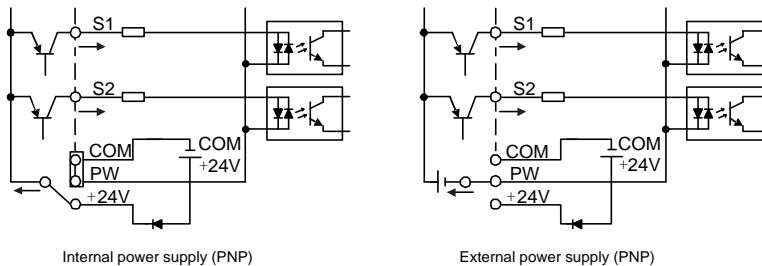 S1
S2
COM
COM
+24V
PW
+24V
Internal power supply (PNP)
S1
S2
COM
COM
+24V
PW
+24V
External power supply (PNP)